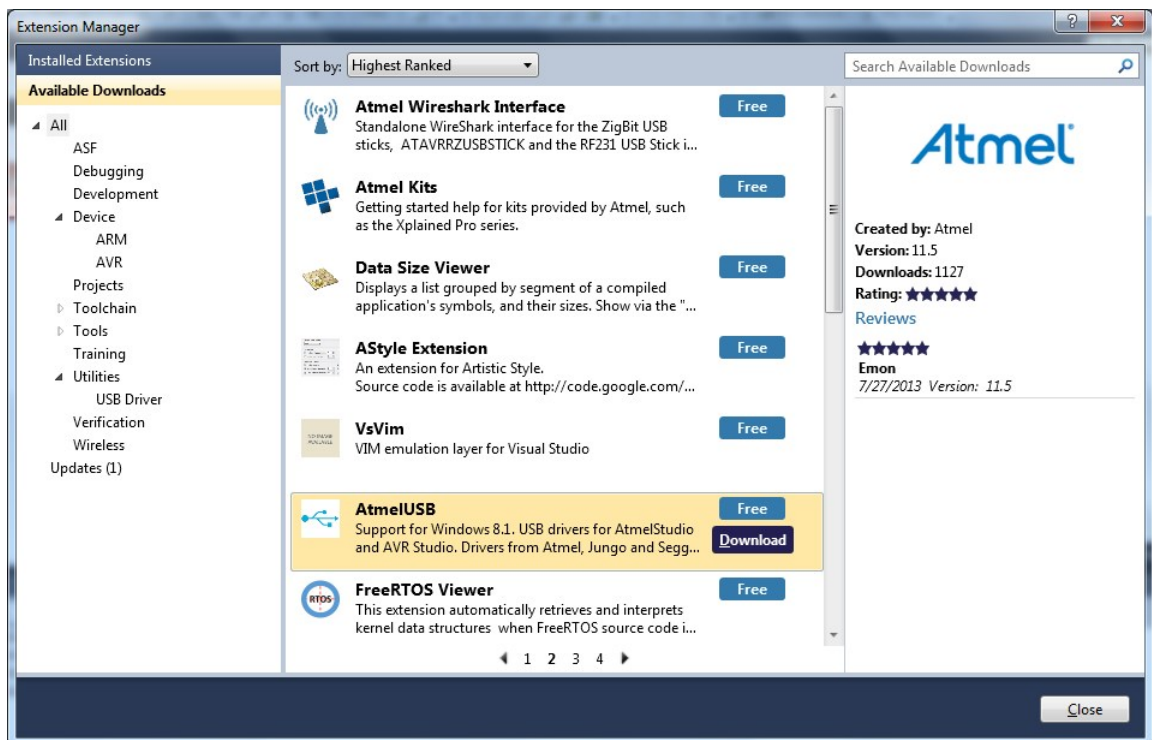 Extension Manager
Installed Extensions
Available Downloads
All
ASF
Debugging
Development
Device
ARM
AVR
Projects
Toolchain
Tools
Training
Utilities
USB Driver
Verification
Wireless
Updates (1)
Sort by: Highest Ranked
Atmel Wireshark Interface
Free
Standalone WireShark interface for the ZigBit USB
sticks, ATAVRRZUSBSTICK and the RF231 USB Stick i...
Atmel Kits
Free
Getting started help for kits provided by Atmel, such
as the Xplained Pro series.
Data Size Viewer
Free
Displays a list grouped by segment of a compiled
application's symbols, and their sizes. Show via the "...
AStyle Extension
Free
An extension for Artistic Style.
Source code is available at http://code.google.com/...
VsVim
Free
VIM emulation layer for Visual Studio
AtmelUSB
Free
Support for Windows 8.1. USB drivers for AtmelStudio
and AVR Studio. Drivers from Atmel, Jungo and Segg...
Download
RTOS
FreeRTOS Viewer
Free
This extension automatically retrieves and interprets
kernel data structures when FreeRTOS source code i...
1 2 3 4
Search Available Downloads
Atmel
Created by: Atmel
Version: 11.5
Downloads: 1127
Rating:
Reviews
Emon
7/27/2013 Version: 11.5
Close